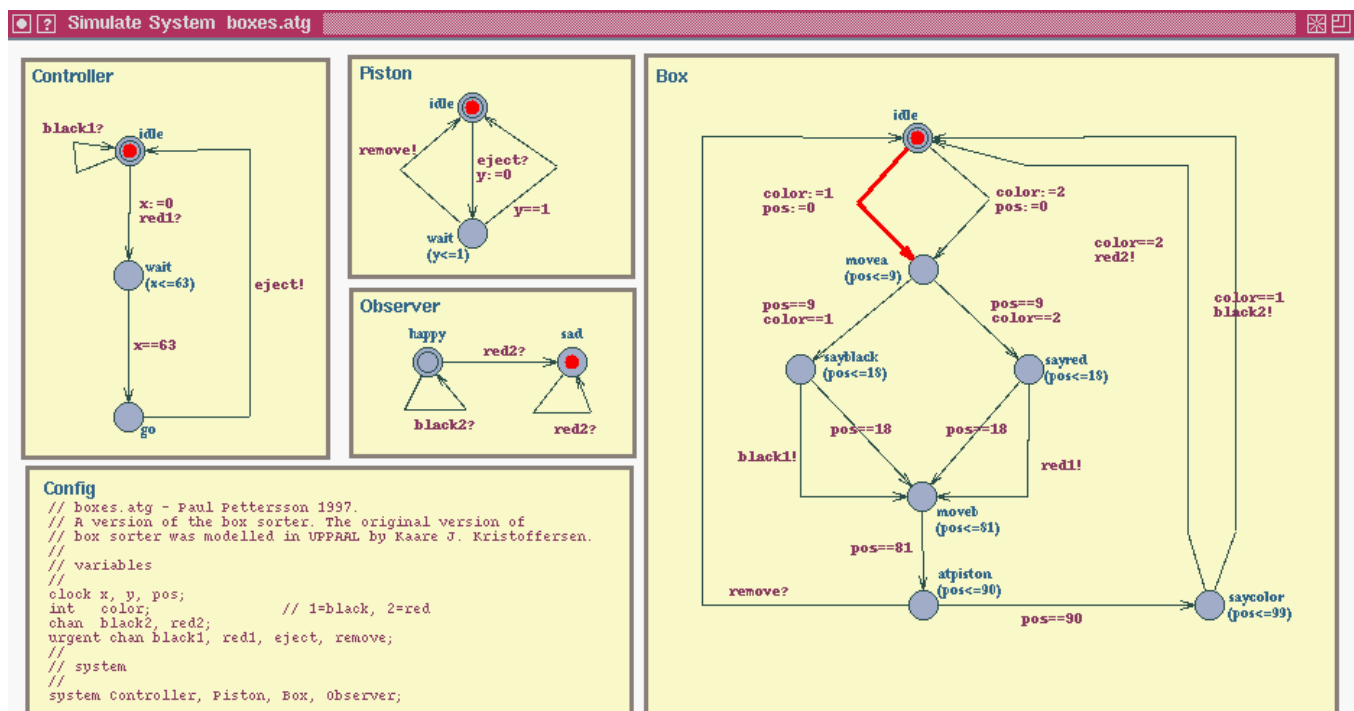 ? Simulate System boxes.atg
Controller
black1?
idle
x:=0
red1?
wait
(x<=63)
eject!
x==63
go
Piston
idle
remove!
eject?
y:=0
y==1
wait
(y<=1)
Observer
happy
sad
red2?
black2?
red2?
Config
// boxes.atg - Paul Pettersson 1997.
// A version of the box sorter. The original version of
// box sorter was modelled in UPPAAL by Kaare J. Kristoffersen.
//
// variables
//
clock x, y, pos;
int color; // 1=black, 2=red
chan black2, red2;
urgent chan black1, red1, eject, remove;
//
// system
//
system Controller, Piston, Box, Observer;
Box
idle
color:=1
pos:=0
color:=2
pos:=0
color==2
red2!
movea
(pos<=9)
color==1
black2!
pos==9
color==1
pos==9
color==2
sayblack
(pos<=18)
sayred
(pos<=18)
pos==18
pos==18
black1!
red1!
moveb
(pos<=81)
pos==81
atpiston
(pos<=90)
remove?
pos==90
saycolor
(pos<=99)